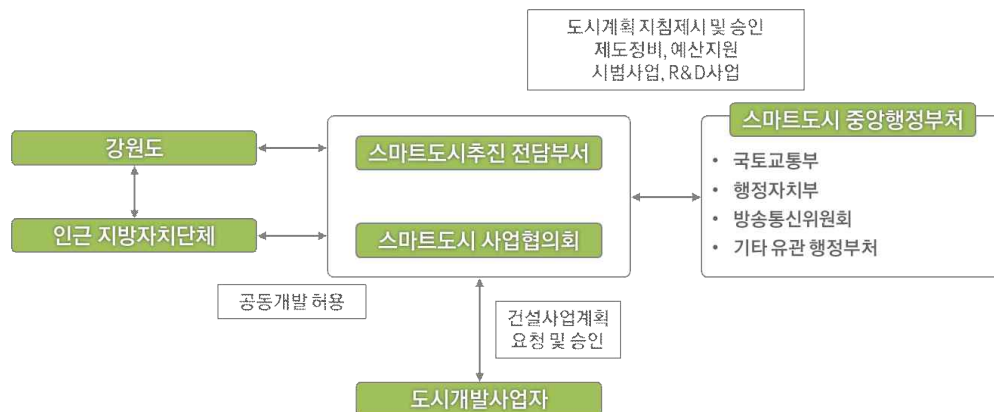 도시계획 지침제시 및 승인
제도정비, 예산지원
시범사업, R&D사업
스마트도시 중앙행정부처
강원도
스마트도시추진 전담부서
• 국토교통부
• 행정자치부
• 방송통신위원회
• 기타 유관 행정부처
인근 지방자치단체
스마트도시 사업협의회
공동개발 허용
건설사업계획
요청 및 승인
도시개발사업자